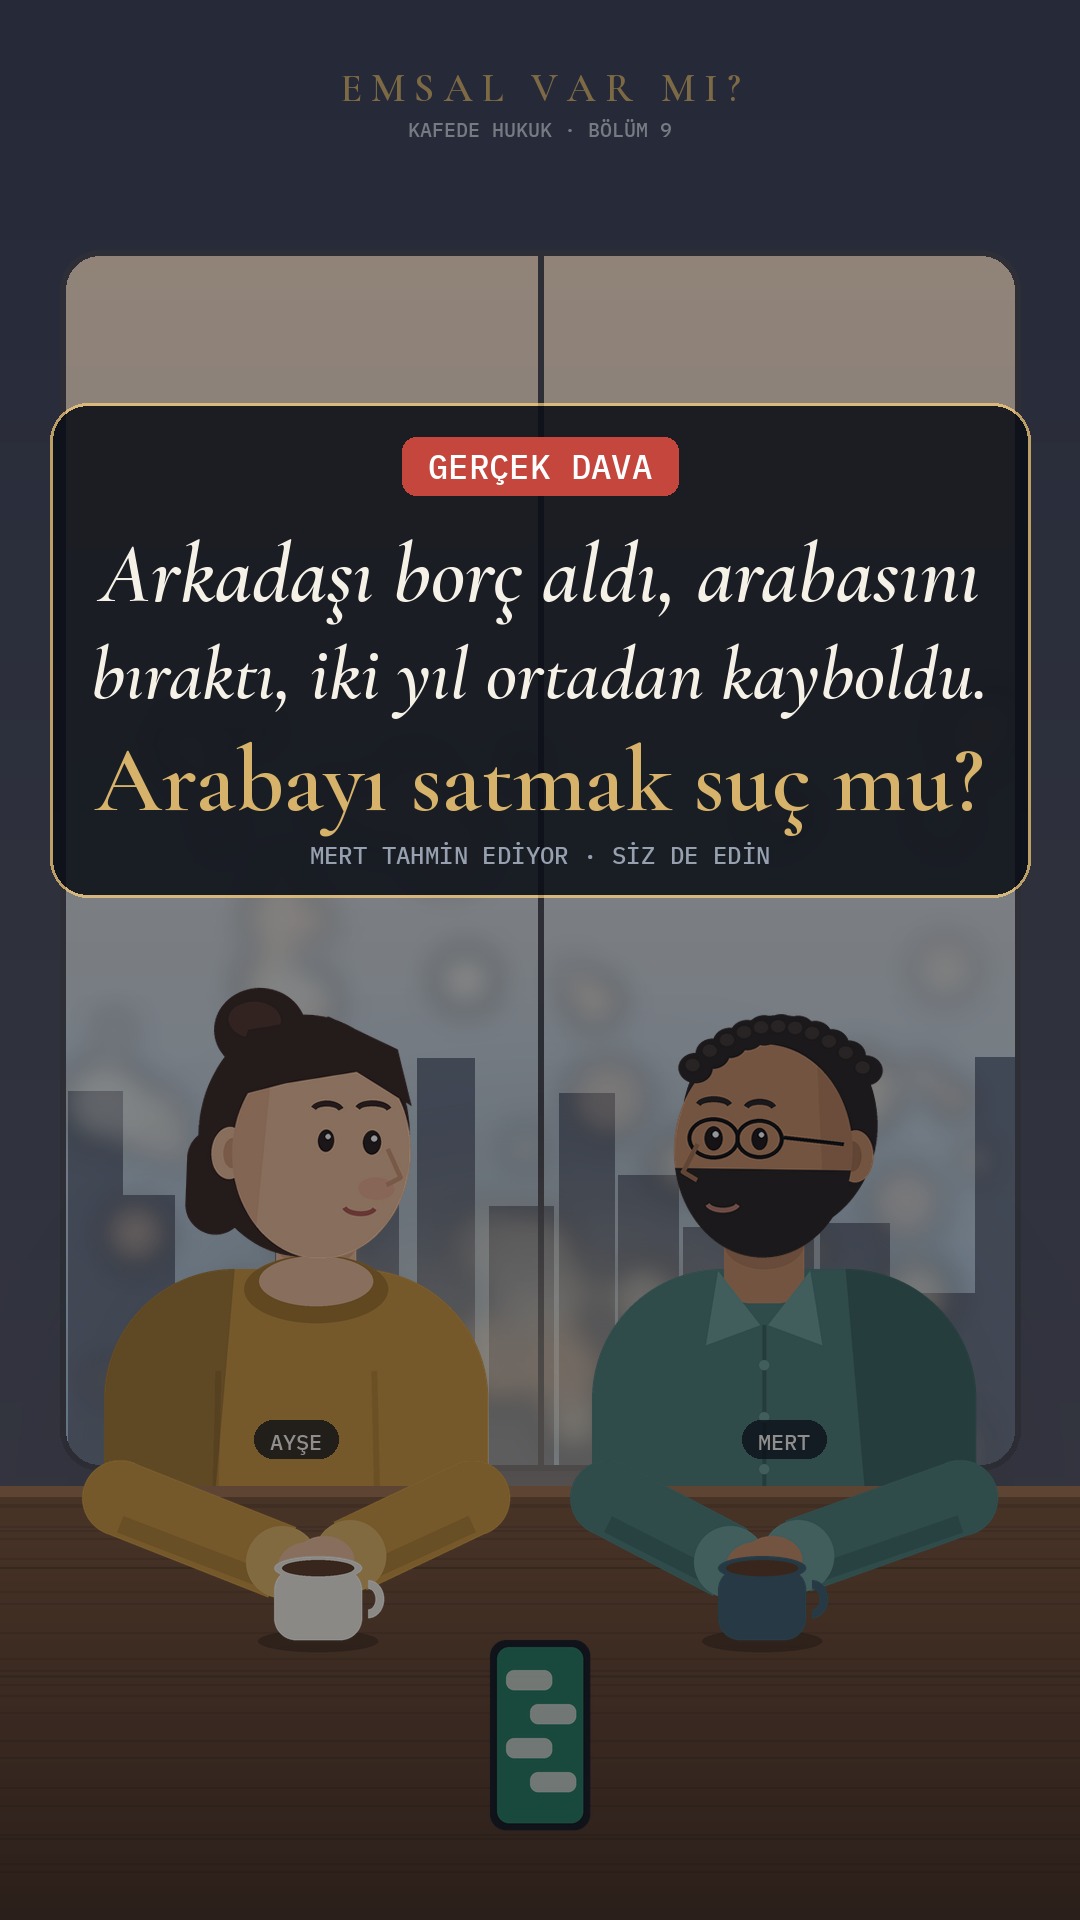 EMSAL VAR MI?
KAFEDE HUKUK · BÖLÜM 9
GERÇEK DAVA
Arkadaşı borç aldı, arabasını
bıraktı, iki yıl ortadan kayboldu.
Arabayı satmak suç mu?
MERT TAHMİN EDİYOR · SİZ DE EDİN
AYŞE
MERT